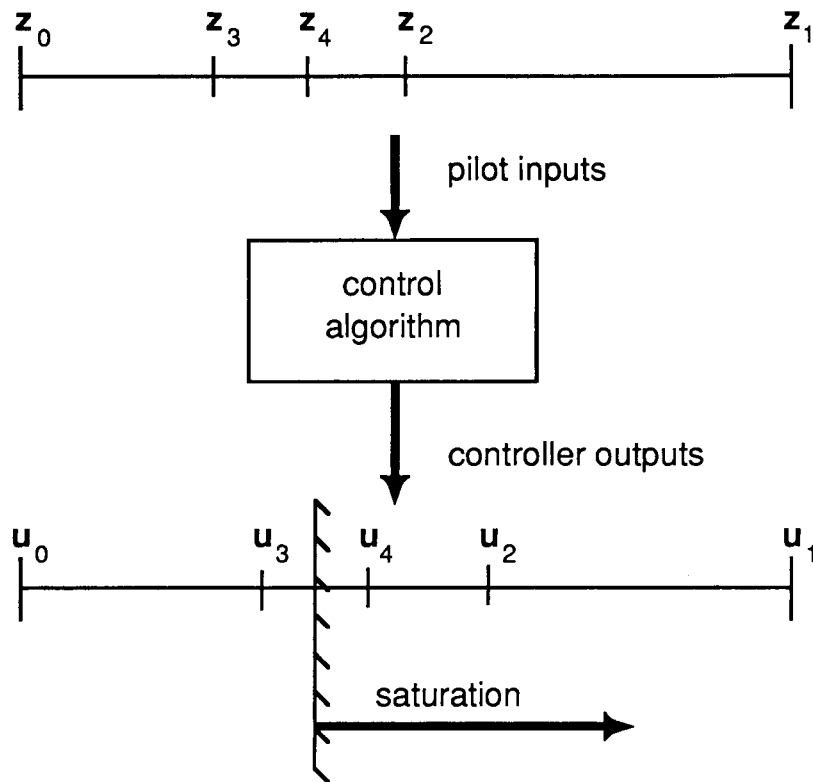 z0 z3 z4 z2 z1
pilot inputs
control
algorithm
controller outputs
u0 u3 u4 u2 u1
saturation